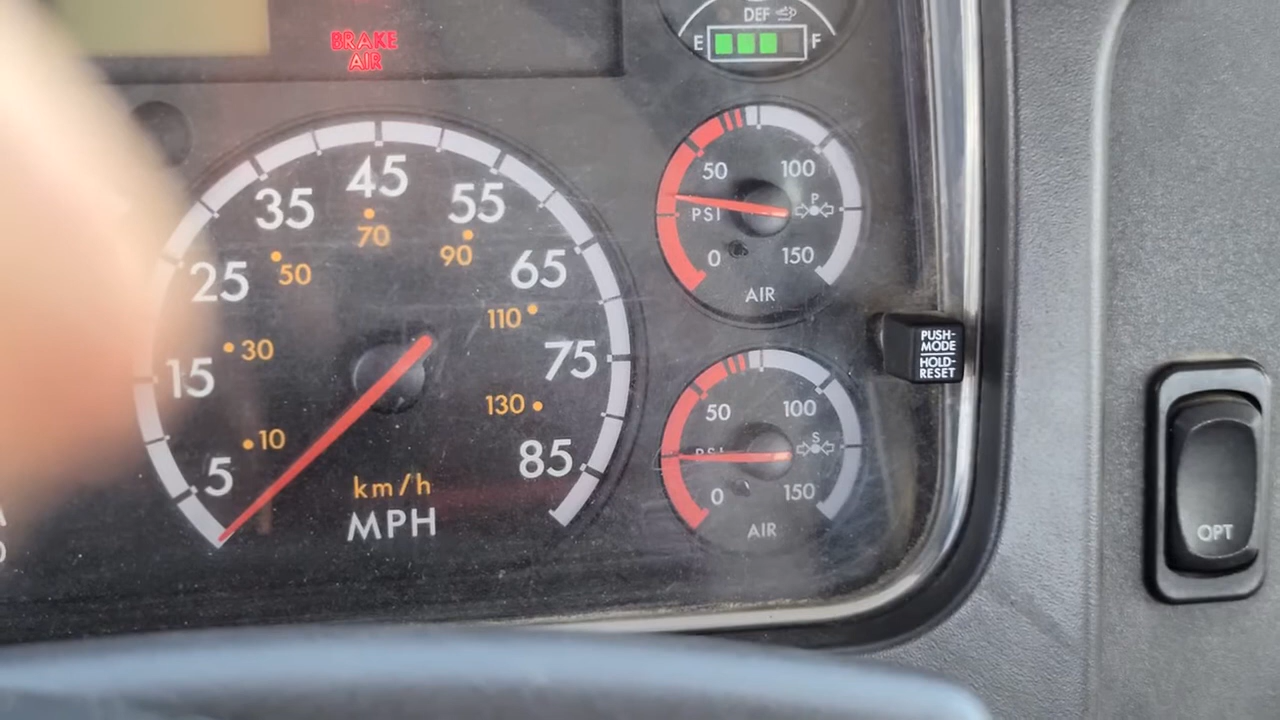 BRAKE
AIR
DEF
E F
5
15
25
35
45
55
65
75
85
10
30
50
70
90
110
130
km/h
MPH
50 100
PSI P
0 150
AIR
50 100
PSI S
0 150
AIR
PUSH-
MODE
HOLD-
RESET
OPT